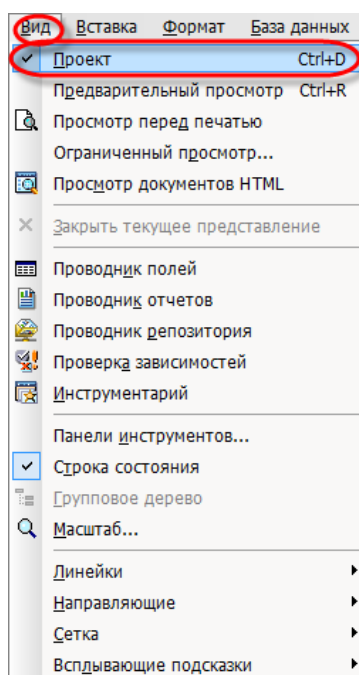 Вид Вставка Формат База данных
Проект Ctrl+D
Предварительный просмотр Ctrl+R
Просмотр перед печатью
Ограниченный просмотр...
Просмотр документов HTML
Закрыть текущее представление
Проводник полей
Проводник отчетов
Проводник репозитория
Проверка зависимостей
Инструментарий
Панели инструментов...
Строка состояния
Групповое дерево
Масштаб...
Линейки
Направляющие
Сетка
Всплывающие подсказки